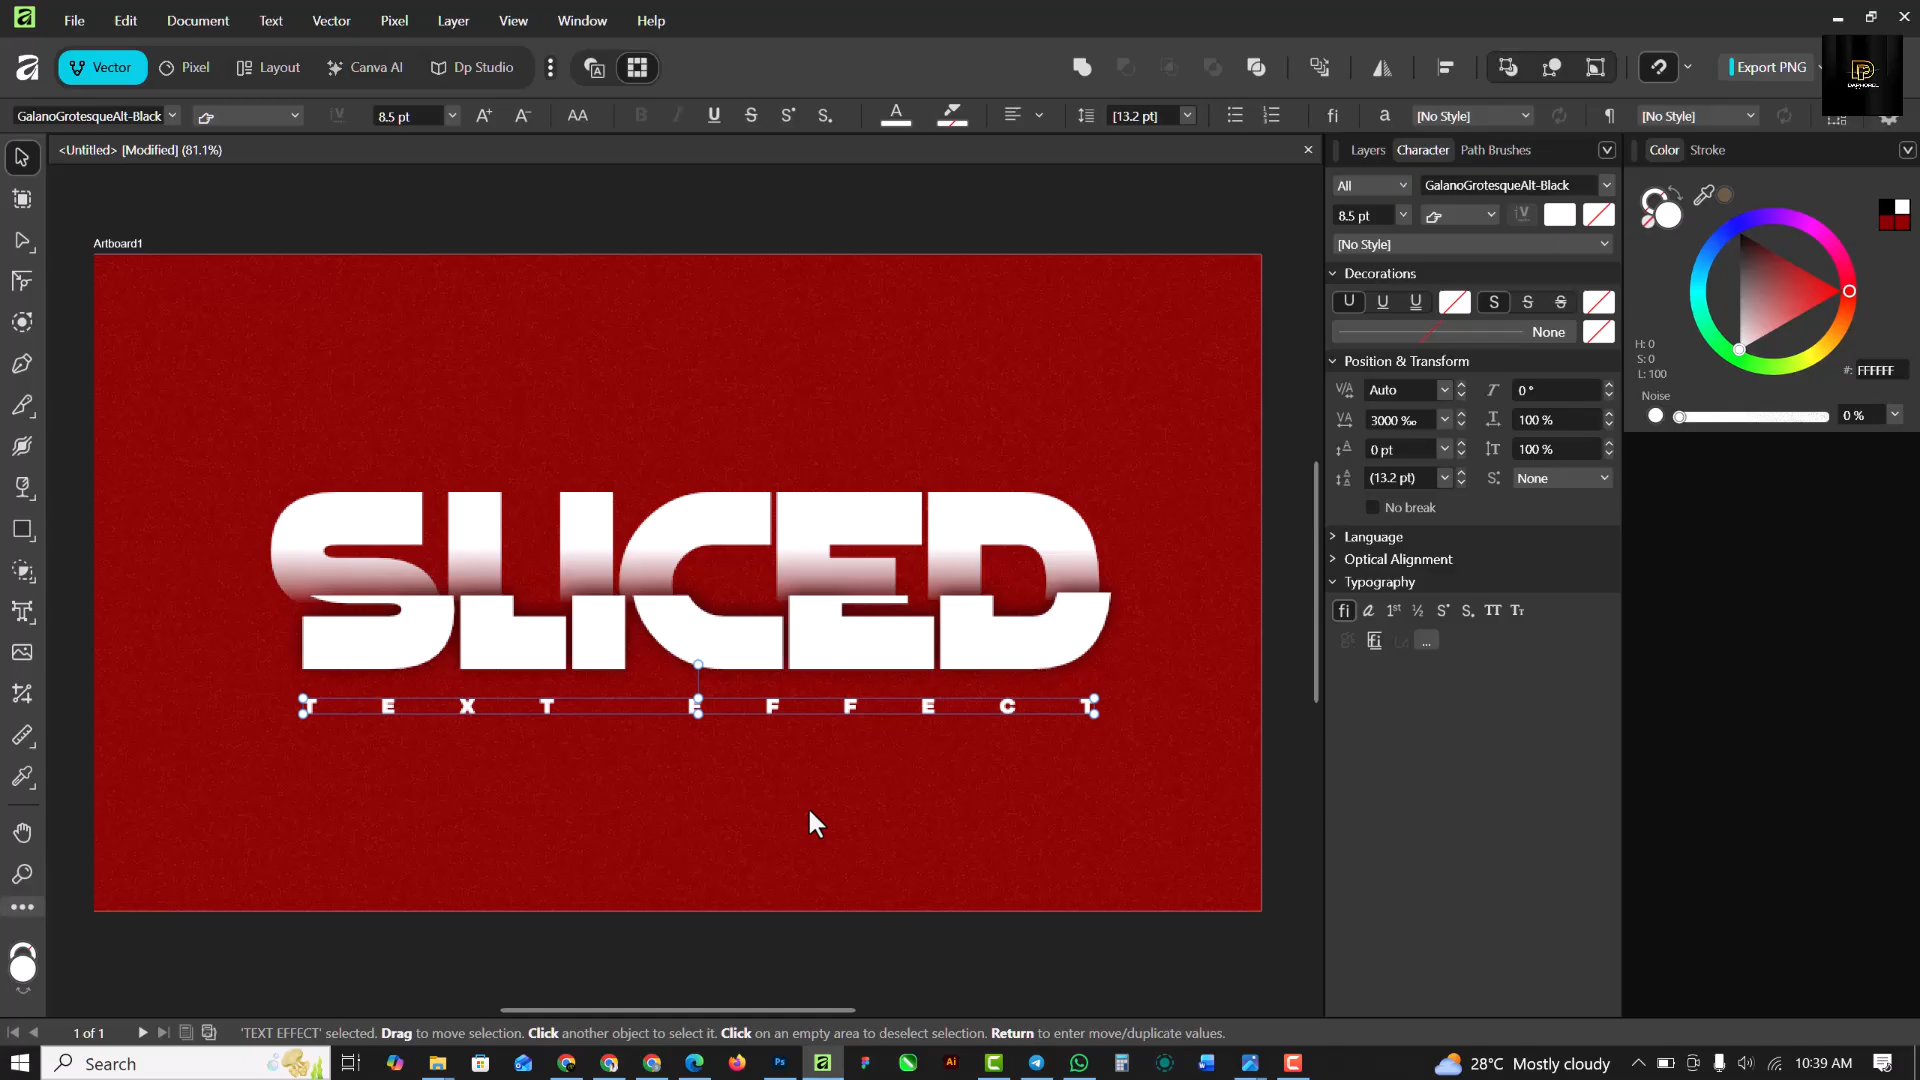 File Edit Document Text Vector Pixel Layer View Window Help
Vector Pixel Layout Canva AI Dp Studio Export PNG
GalanoGrotesqueAlt-Black 8.5 pt [13.2 pt] [No Style] [No Style]
<Untitled> [Modified] (81.1%)
Artboard1
SLICED
TEXT EFFECT
Layers Character Path Brushes
All GalanoGrotesqueAlt-Black
8.5 pt
[No Style]
Decorations
None
Position & Transform
Auto 0 °
3000 ‰ 100 %
0 pt 100 %
(13.2 pt) None
No break
Language
Optical Alignment
Typography
Color Stroke
H: 0
S: 0
L: 100
#: FFFFFF
Noise
0 %
1 of 1 'TEXT EFFECT' selected. Drag to move selection. Click another object to select it. Click on an empty area to deselect selection. Return to enter move/duplicate values.
Search 28°C Mostly cloudy 10:39 AM